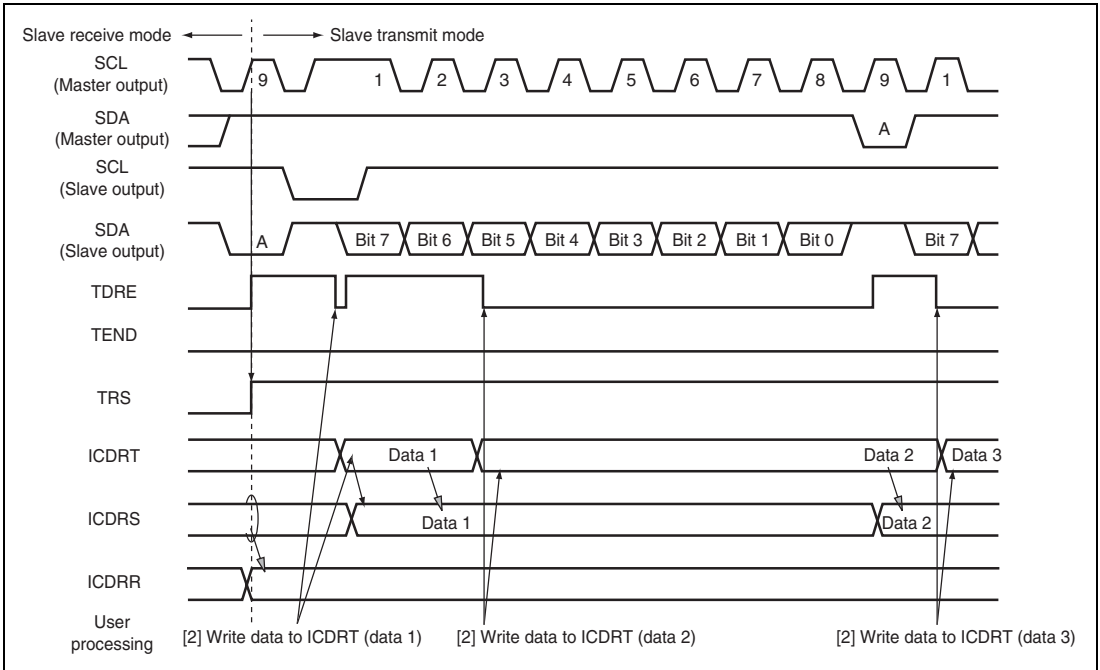 Slave receive mode Slave transmit mode
SCL
(Master output)
9 1 2 3 4 5 6 7 8 9 1
SDA
(Master output)
A
SCL
(Slave output)
SDA
(Slave output)
A Bit 7 Bit 6 Bit 5 Bit 4 Bit 3 Bit 2 Bit 1 Bit 0 Bit 7
TDRE
TEND
TRS
ICDRT
Data 1 Data 2 Data 3
ICDRS
Data 1 Data 2
ICDRR
User
processing
[2] Write data to ICDRT (data 1) [2] Write data to ICDRT (data 2) [2] Write data to ICDRT (data 3)